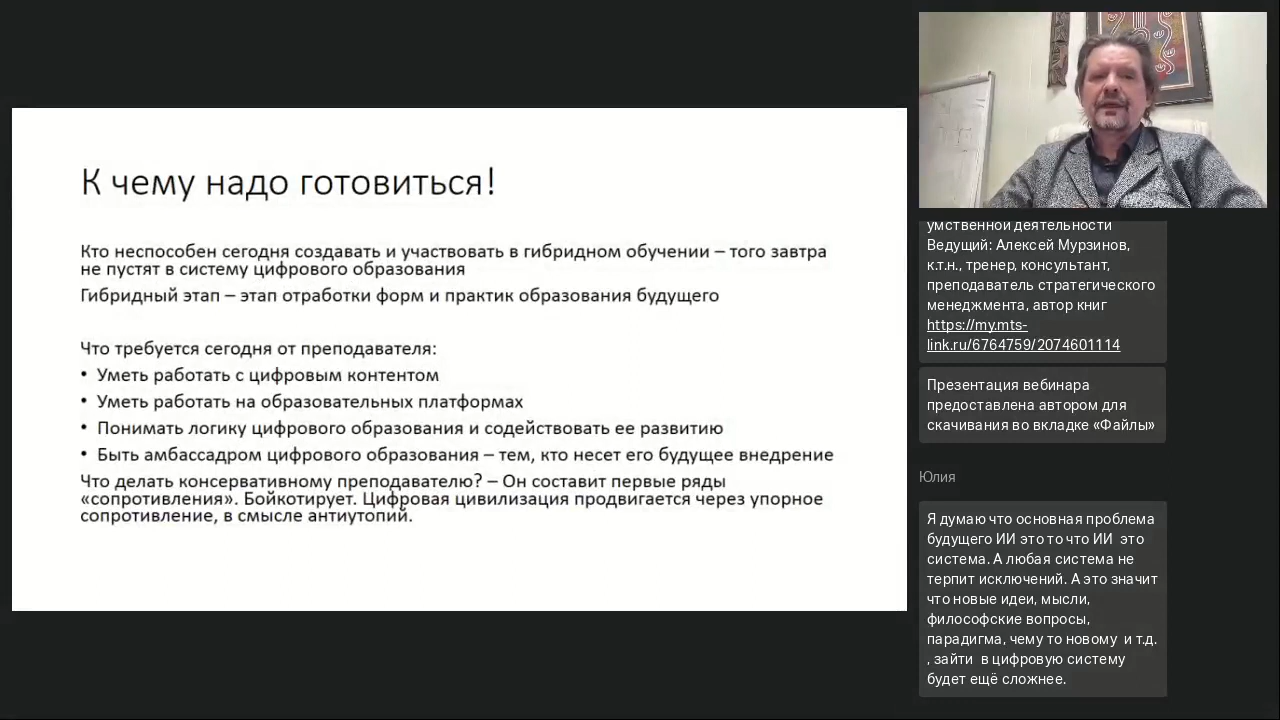 К чему надо готовиться!
Кто неспособен сегодня создавать и участвовать в гибридном обучении – того завтра
не пустят в систему цифрового образования
Гибридный этап – этап отработки форм и практик образования будущего
Что требуется сегодня от преподавателя:
• Уметь работать с цифровым контентом
• Уметь работать на образовательных платформах
• Понимать логику цифрового образования и содействовать ее развитию
• Быть амбассадром цифрового образования – тем, кто несет его будущее внедрение
Что делать консервативному преподавателю? – Он составит первые ряды
«сопротивления». Бойкотирует. Цифровая цивилизация продвигается через упорное
сопротивление, в смысле антиутопий.
умственной деятельности
Ведущий: Алексей Мурзинов,
к.т.н., тренер, консультант,
преподаватель стратегического
менеджмента, автор книг
https://my.mts-
link.ru/6764759/2074601114
Презентация вебинара
предоставлена автором для
скачивания во вкладке «Файлы»
Юлия
Я думаю что основная проблема
будущего ИИ это то что ИИ это
система. А любая система не
терпит исключений. А это значит
что новые идеи, мысли,
философские вопросы,
парадигма, чему то новому и т.д.
, зайти в цифровую систему
будет ещё сложнее.